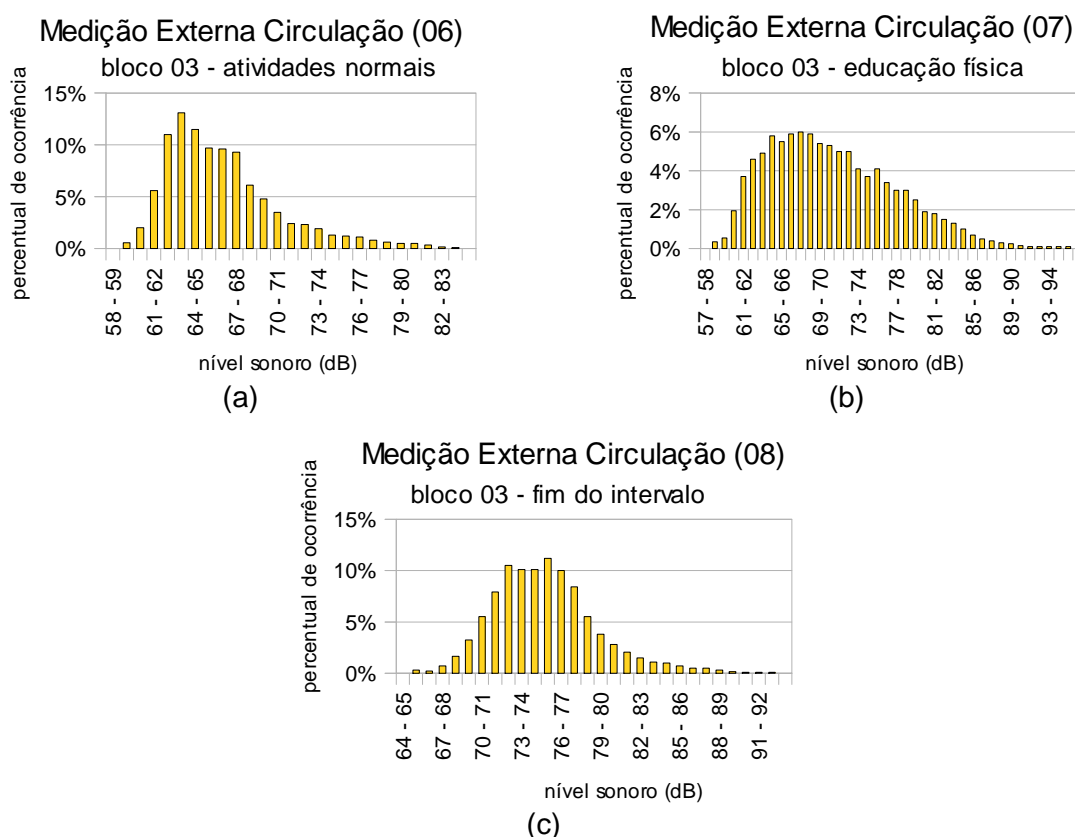 Medição Externa Circulação (06)
bloco 03 - atividades normais
percentual de ocorrência
15%
10%
5%
0%
58 - 59
61 - 62
64 - 65
67 - 68
70 - 71
73 - 74
76 - 77
79 - 80
82 - 83
nível sonoro (dB)
(a)
Medição Externa Circulação (07)
bloco 03 - educação física
percentual de ocorrência
8%
6%
4%
2%
0%
57 - 58
61 - 62
65 - 66
69 - 70
73 - 74
77 - 78
81 - 82
85 - 86
89 - 90
93 - 94
nível sonoro (dB)
(b)
Medição Externa Circulação (08)
bloco 03 - fim do intervalo
percentual de ocorrência
15%
10%
5%
0%
64 - 65
67 - 68
70 - 71
73 - 74
76 - 77
79 - 80
82 - 83
85 - 86
88 - 89
91 - 92
nível sonoro (dB)
(c)